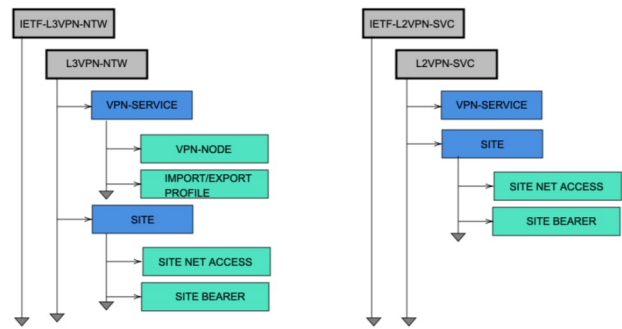 IETF-L3VPN-NTW
L3VPN-NTW
VPN-SERVICE
VPN-NODE
IMPORT/EXPORT
PROFILE
SITE
SITE NET ACCESS
SITE BEARER
IETF-L2VPN-SVC
L2VPN-SVC
VPN-SERVICE
SITE
SITE NET ACCESS
SITE BEARER